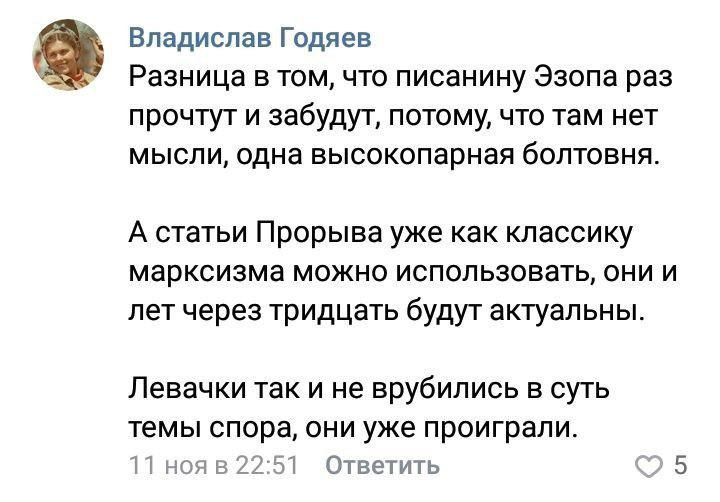 Владислав Годяев
Разница в том, что писанину Эзопа раз
прочтут и забудут, потому, что там нет
мысли, одна высокопарная болтовня.
А статьи Прорыва уже как классику
марксизма можно использовать, они и
лет через тридцать будут актуальны.
Левачки так и не врубились в суть
темы спора, они уже проиграли.
11 ноя в 22:51 Ответить 5